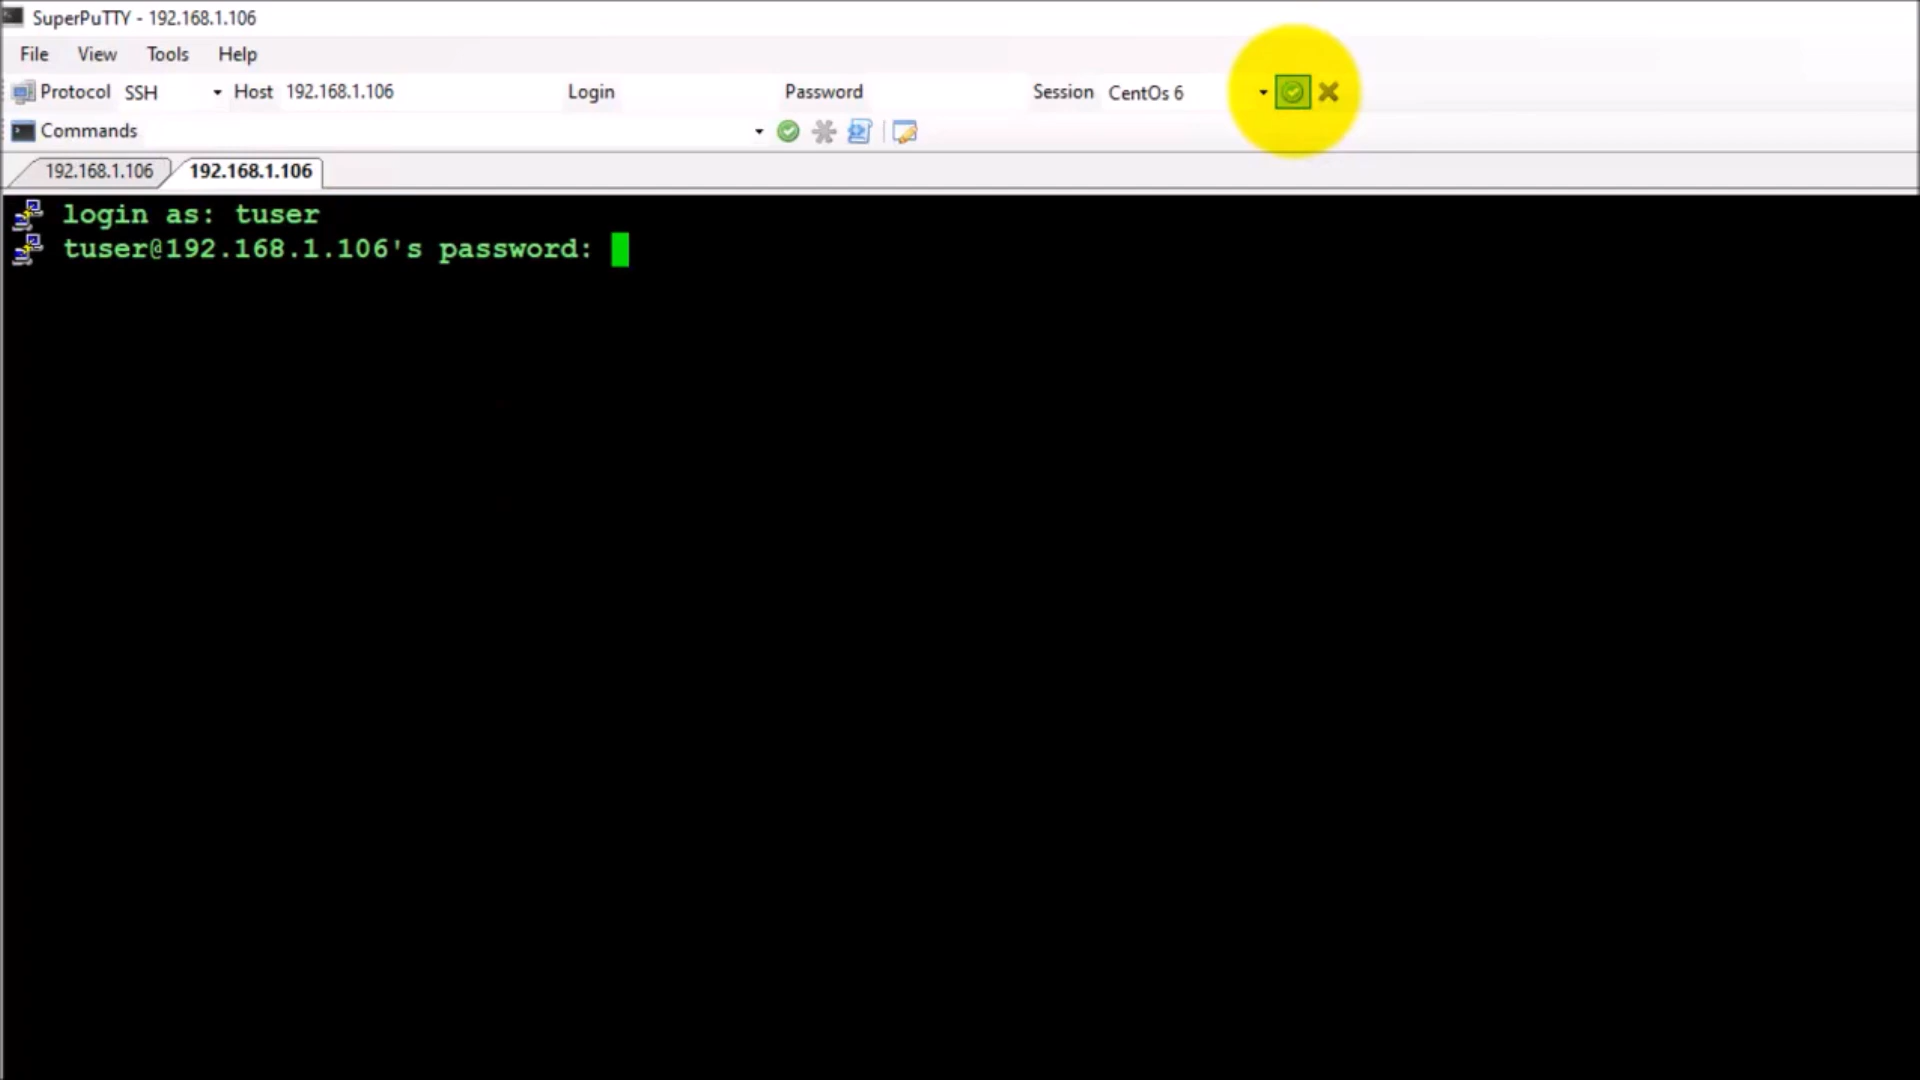 SuperPuTTY - 192.168.1.106
File View Tools Help
Protocol SSH Host 192.168.1.106 Login Password Session CentOs 6
Commands
192.168.1.106 192.168.1.106
login as: tuser
tuser@192.168.1.106's password: